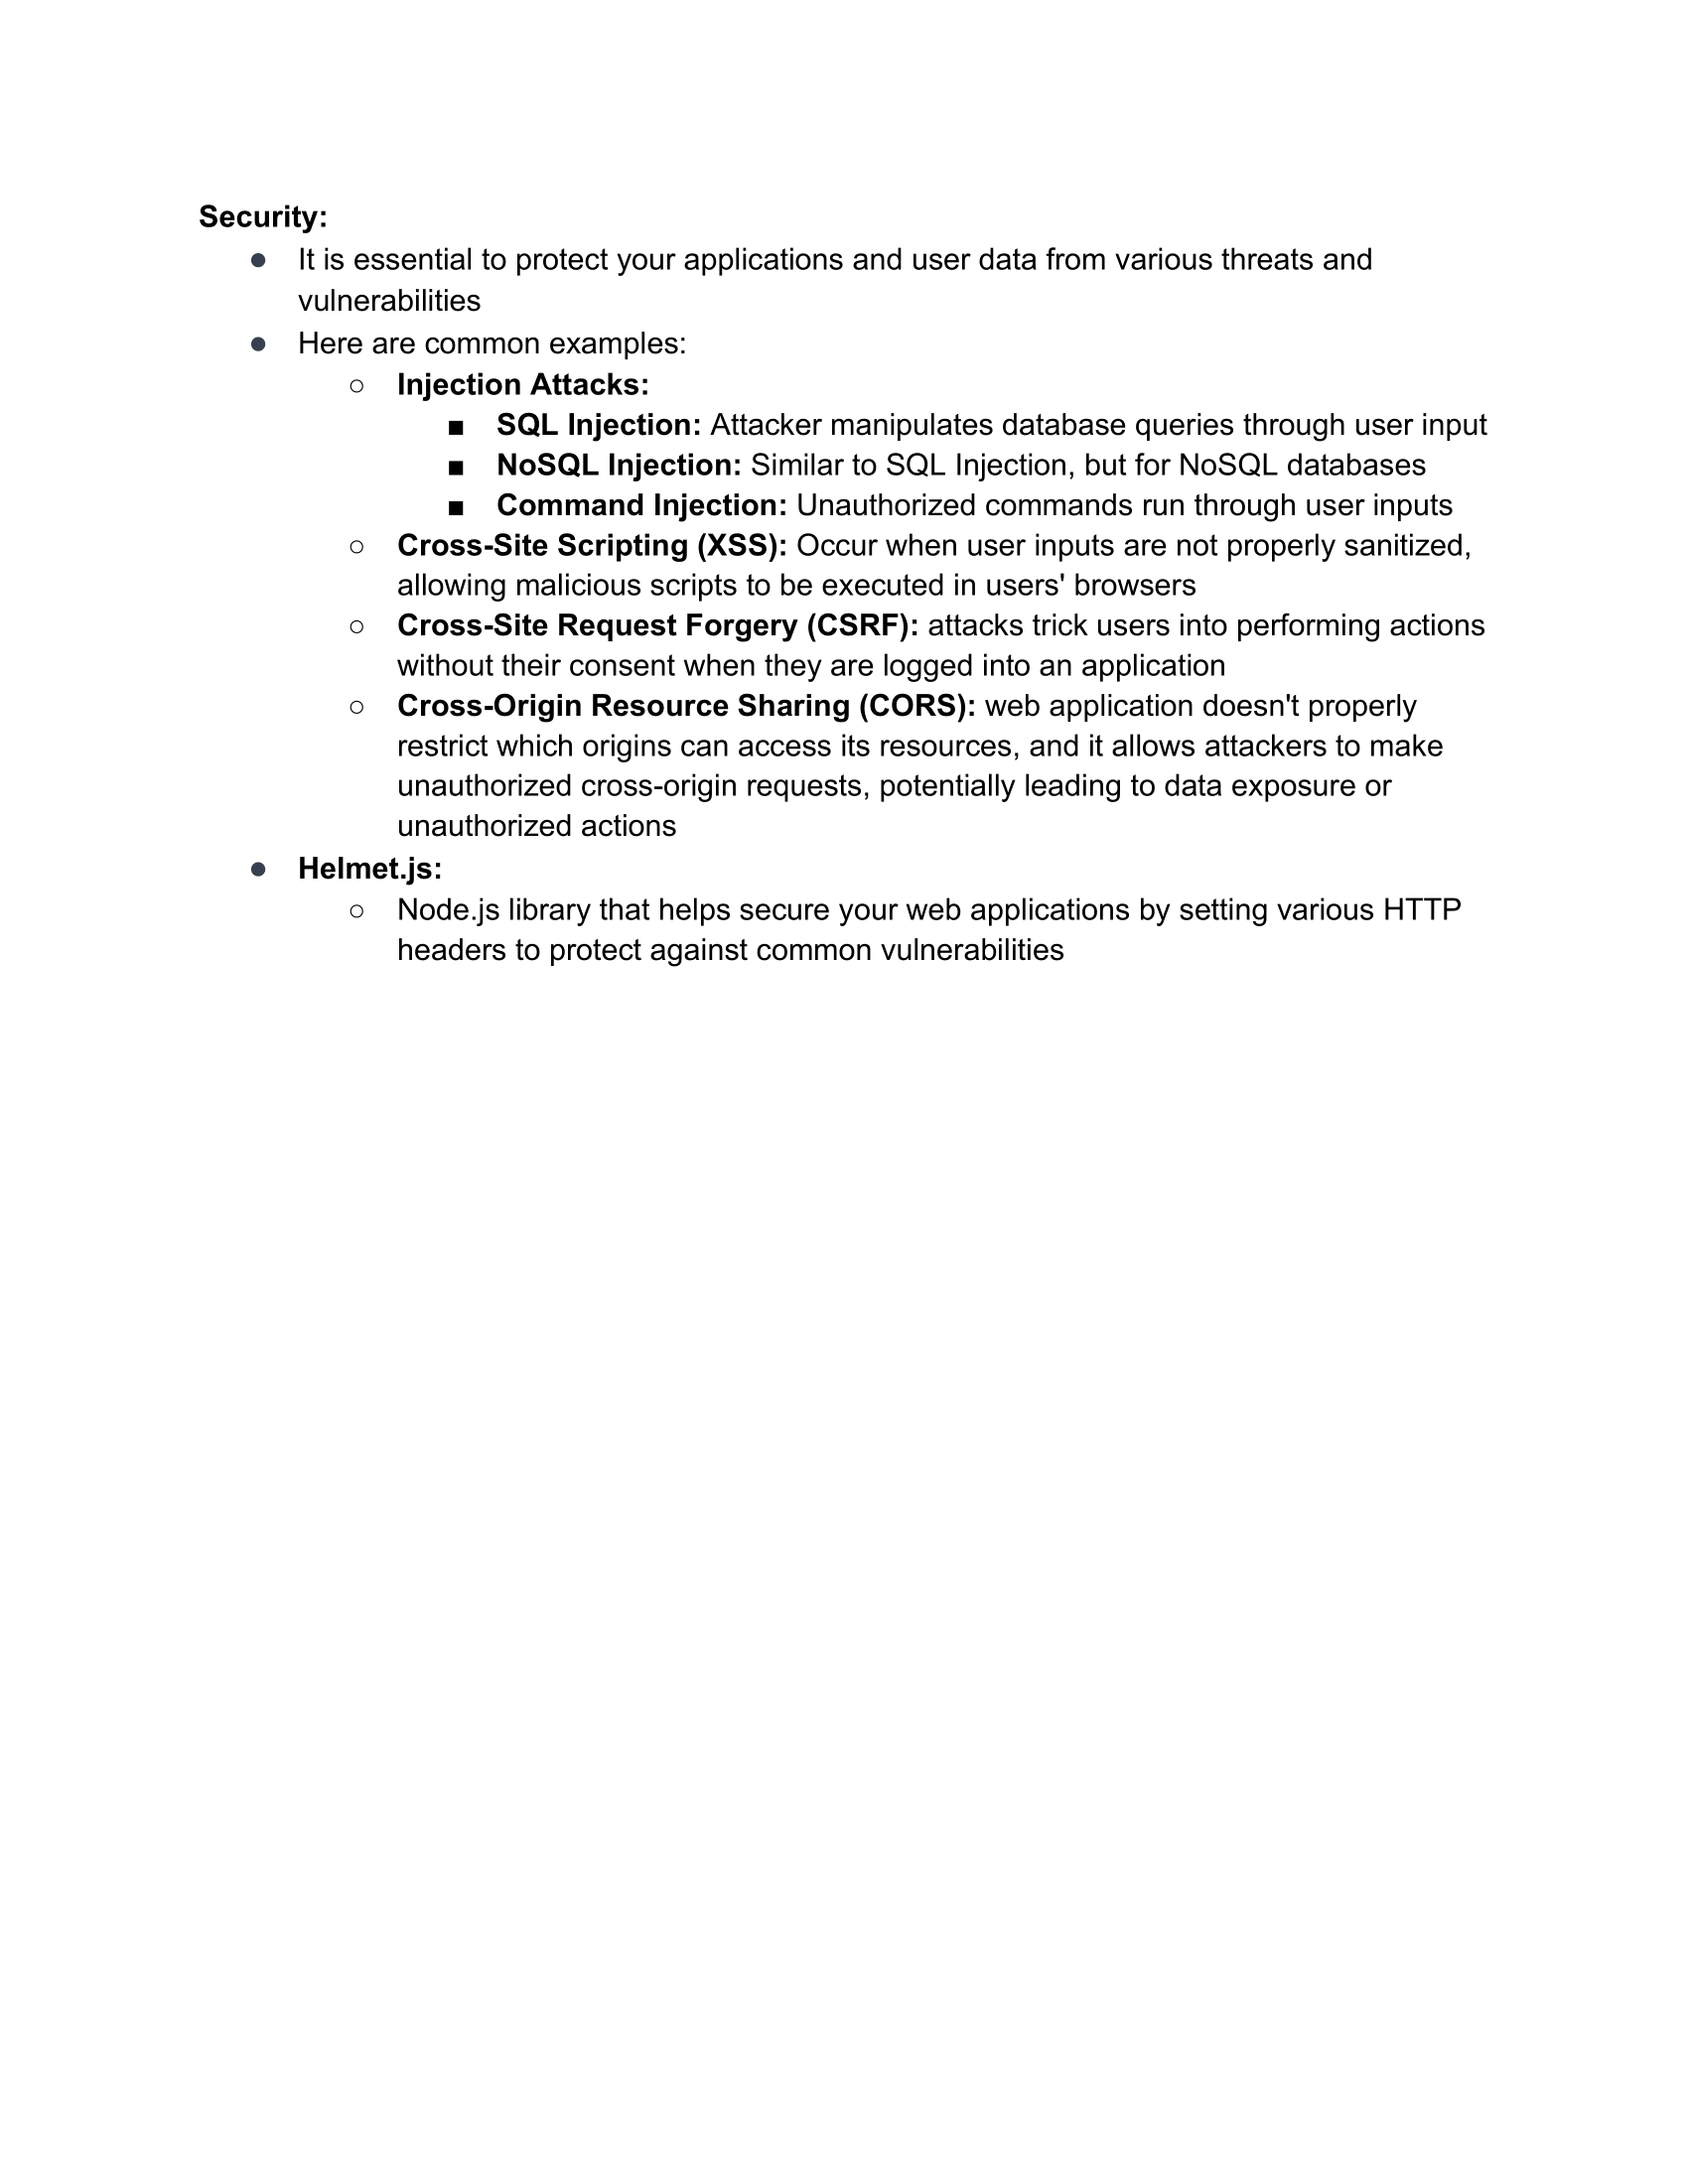 Security:
● It is essential to protect your applications and user data from various threats and
vulnerabilities
● Here are common examples:
○ Injection Attacks:
■ SQL Injection: Attacker manipulates database queries through user input
■ NoSQL Injection: Similar to SQL Injection, but for NoSQL databases
■ Command Injection: Unauthorized commands run through user inputs
○ Cross-Site Scripting (XSS): Occur when user inputs are not properly sanitized,
allowing malicious scripts to be executed in users' browsers
○ Cross-Site Request Forgery (CSRF): attacks trick users into performing actions
without their consent when they are logged into an application
○ Cross-Origin Resource Sharing (CORS): web application doesn't properly
restrict which origins can access its resources, and it allows attackers to make
unauthorized cross-origin requests, potentially leading to data exposure or
unauthorized actions
● Helmet.js:
○ Node.js library that helps secure your web applications by setting various HTTP
headers to protect against common vulnerabilities